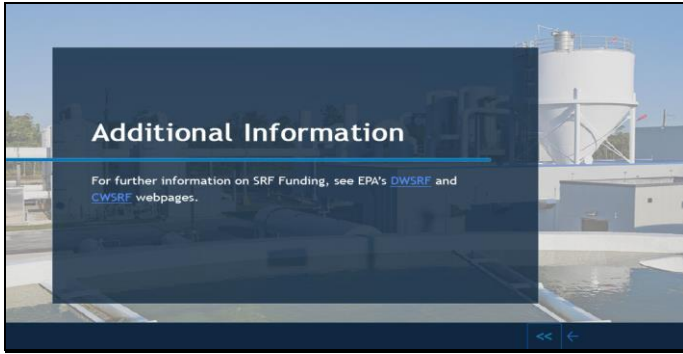 Additional Information
For further information on SRF Funding, see EPA's DWSRF and
CWSRF webpages.
<< ←